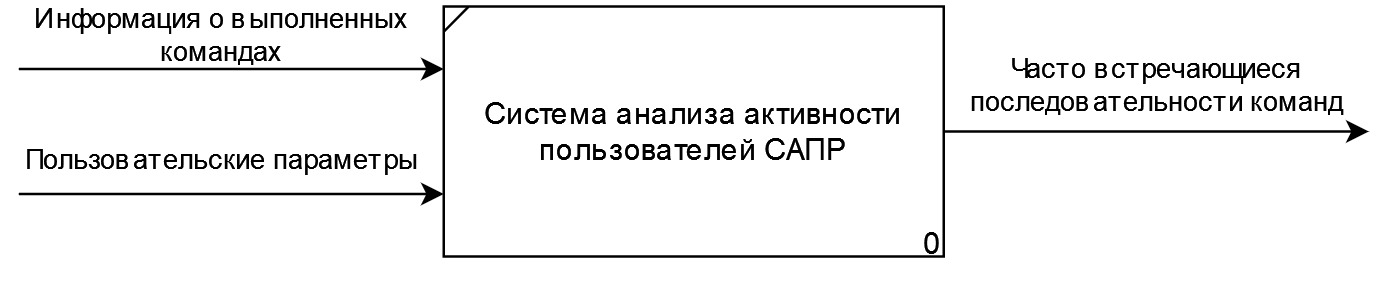 Информация о выполненных
командах
Пользовательские параметры
Система анализа активности
пользователей САПР
0
Часто встречающиеся
последовательности команд